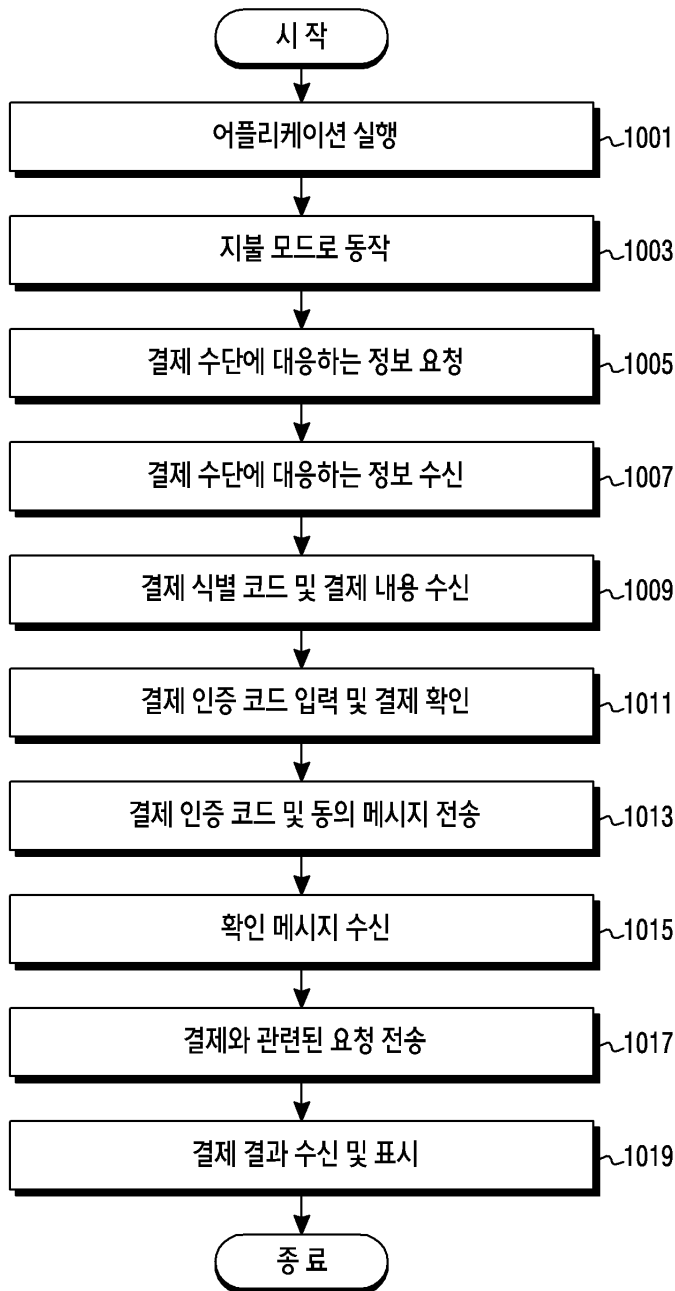 시 작
어플리케이션 실행
1001
지불 모드로 동작
1003
결제 수단에 대응하는 정보 요청
1005
결제 수단에 대응하는 정보 수신
1007
결제 식별 코드 및 결제 내용 수신
1009
결제 인증 코드 입력 및 결제 확인
1011
결제 인증 코드 및 동의 메시지 전송
1013
확인 메시지 수신
1015
결제와 관련된 요청 전송
1017
결제 결과 수신 및 표시
1019
종 료